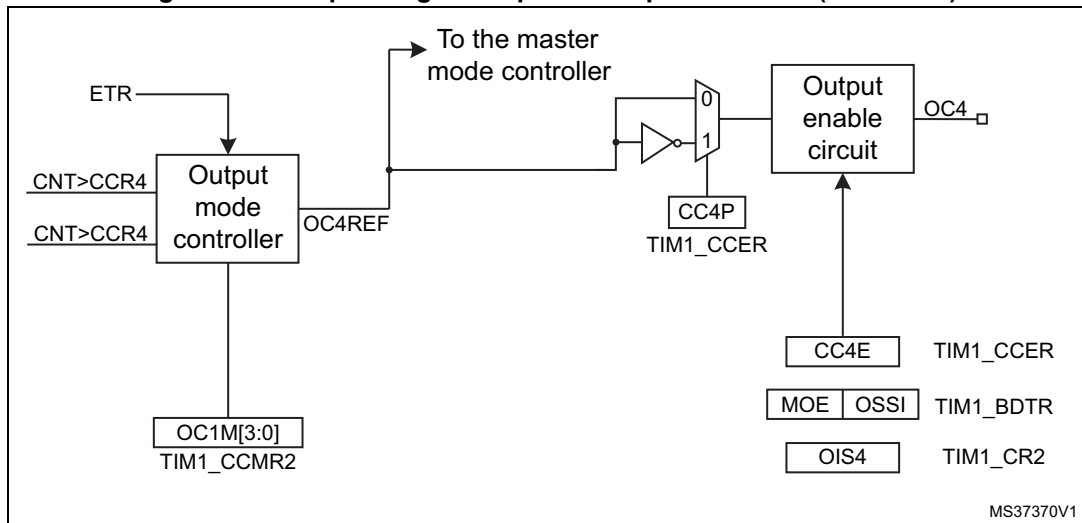 To the master
mode controller
ETR
CNT>CCR4
CNT>CCR4
Output
mode
controller
OC4REF
0
1
CC4P
TIM1_CCER
Output
enable
circuit
OC4
OC1M[3:0]
TIM1_CCMR2
CC4E TIM1_CCER
MOE OSSI TIM1_BDTR
OIS4 TIM1_CR2
MS37370V1